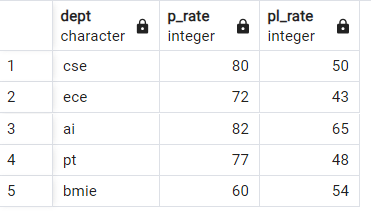 dept p_rate pl_rate
character integer integer
1 cse 80 50
2 ece 72 43
3 ai 82 65
4 pt 77 48
5 bmie 60 54